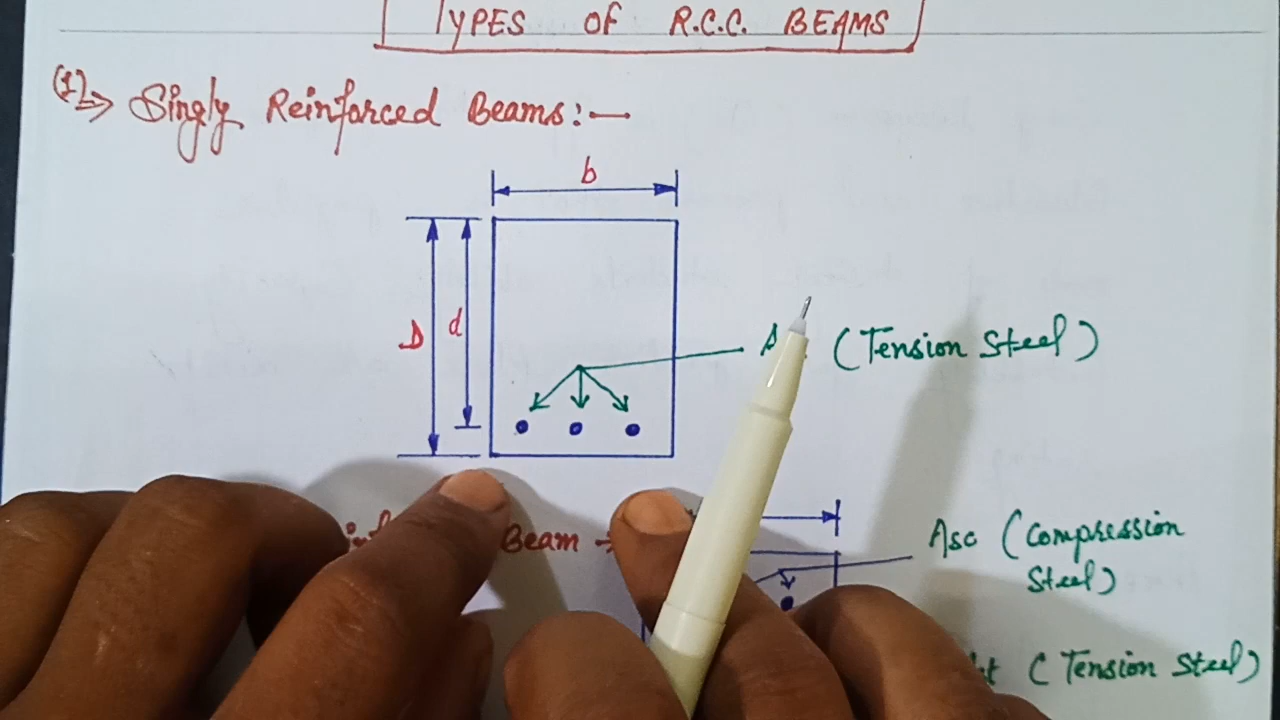 TYPES OF R.C.C. BEAMS
(1) Singly Reinforced Beams:-
b
D
d
(Tension Steel)
Beam
Asc (Compression
Steel)
(Tension Steel)